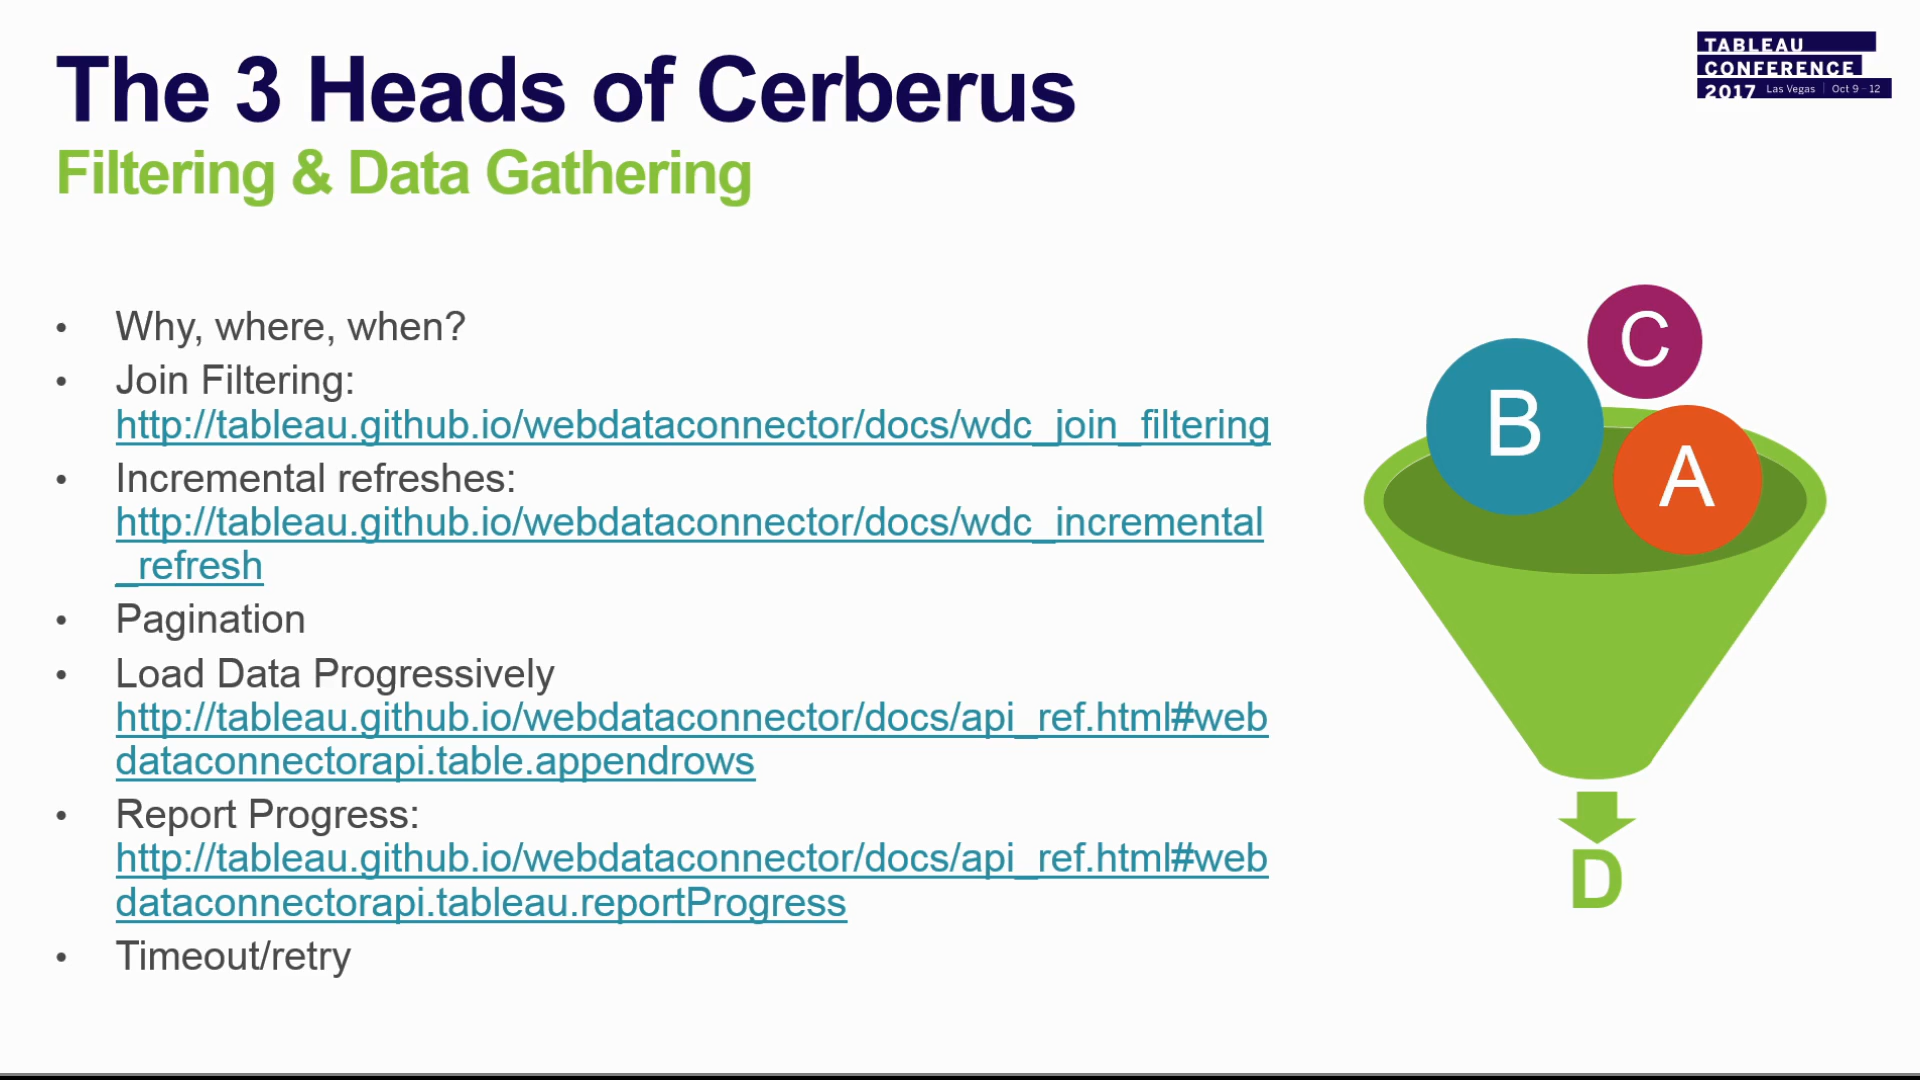 The 3 Heads of Cerberus
Filtering & Data Gathering
TABLEAU
CONFERENCE
2017 Las Vegas | Oct 9 - 12
• Why, where, when?
• Join Filtering:
http://tableau.github.io/webdataconnector/docs/wdc_join_filtering
• Incremental refreshes:
http://tableau.github.io/webdataconnector/docs/wdc_incremental
_refresh
• Pagination
• Load Data Progressively
http://tableau.github.io/webdataconnector/docs/api_ref.html#web
dataconnectorapi.table.appendrows
• Report Progress:
http://tableau.github.io/webdataconnector/docs/api_ref.html#web
dataconnectorapi.tableau.reportProgress
• Timeout/retry
C
B
A
D